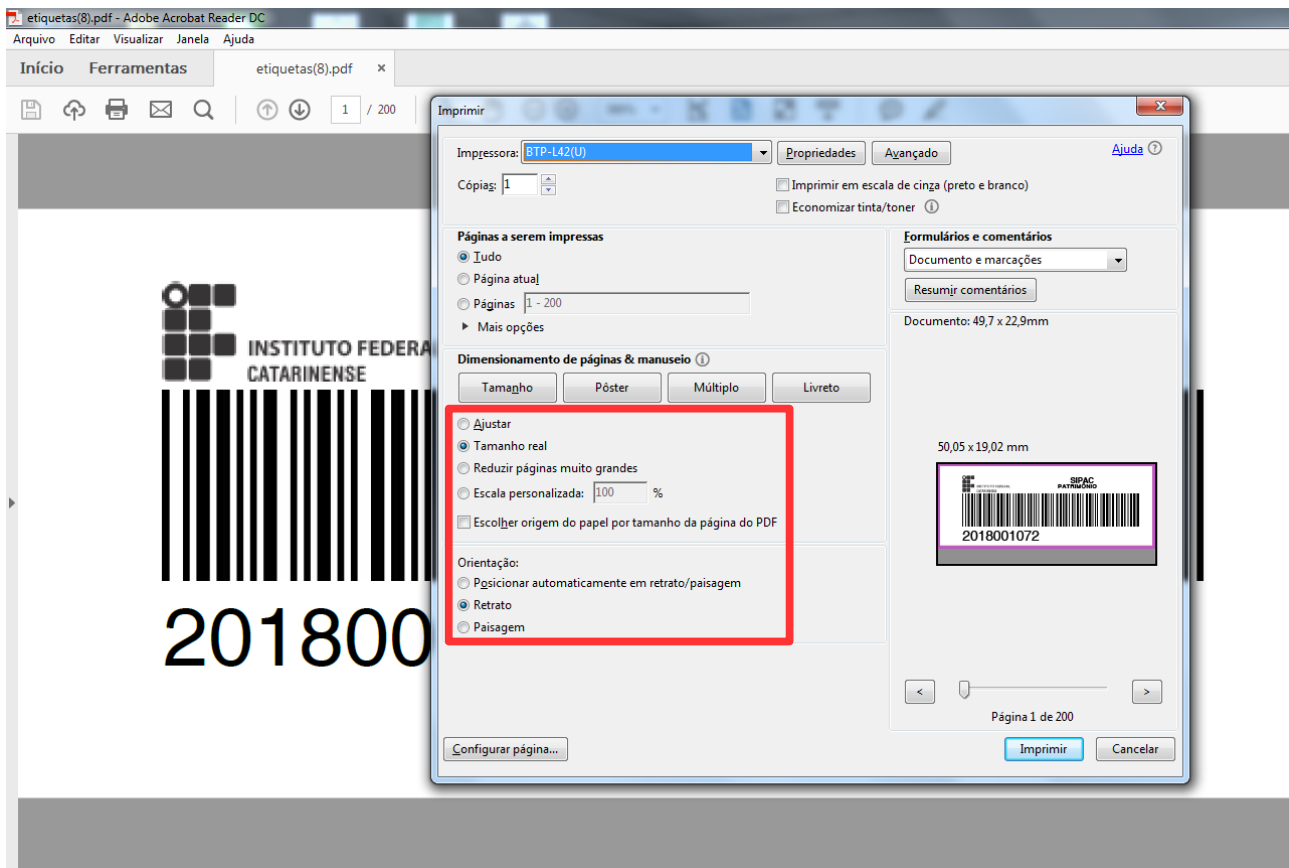 etiquetas(8).pdf - Adobe Acrobat Reader DC
Arquivo Editar Visualizar Janela Ajuda
Início Ferramentas etiquetas(8).pdf ×
1 / 200
INSTITUTO FEDERA
CATARINENSE
201800
Imprimir
Impressora: BTP-L42(U) Propriedades Avançado Ajuda
Cópias: 1 Imprimir em escala de cinza (preto e branco)
Economizar tinta/toner
Páginas a serem impressas
Tudo
Página atual
Páginas 1 - 200
Mais opções
Formulários e comentários
Documento e marcações
Resumir comentários
Documento: 49,7 x 22,9mm
Dimensionamento de páginas & manuseio
Tamanho Pôster Múltiplo Livreto
Ajustar
Tamanho real
Reduzir páginas muito grandes
Escala personalizada: 100 %
Escolher origem do papel por tamanho da página do PDF
Orientação:
Posicionar automaticamente em retrato/paisagem
Retrato
Paisagem
50,05 x 19,02 mm
SIPAC
PATRIMÔNIO
2018001072
< >
Página 1 de 200
Configurar página... Imprimir Cancelar